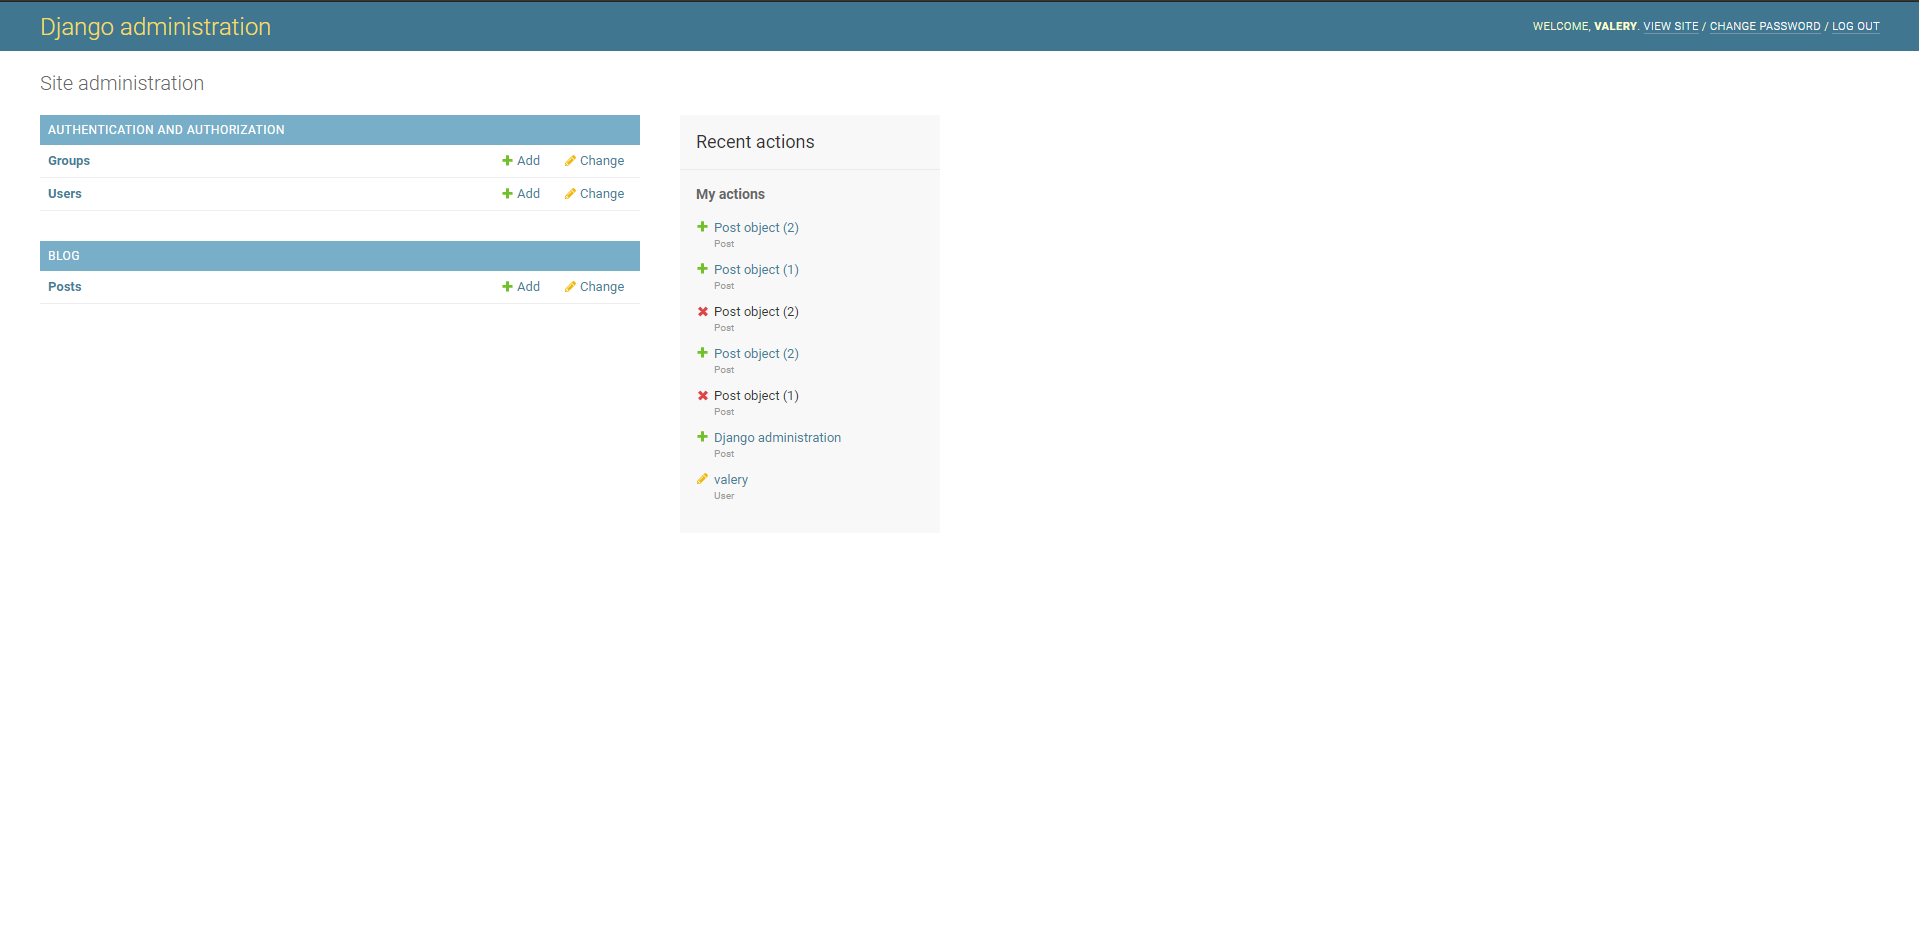 Django administration
WELCOME, VALERY. VIEW SITE / CHANGE PASSWORD / LOG OUT
Site administration
AUTHENTICATION AND AUTHORIZATION
Groups Add Change
Users Add Change
BLOG
Posts Add Change
Recent actions
My actions
Post object (2)
Post
Post object (1)
Post
Post object (2)
Post
Post object (2)
Post
Post object (1)
Post
Django administration
Post
valery
User